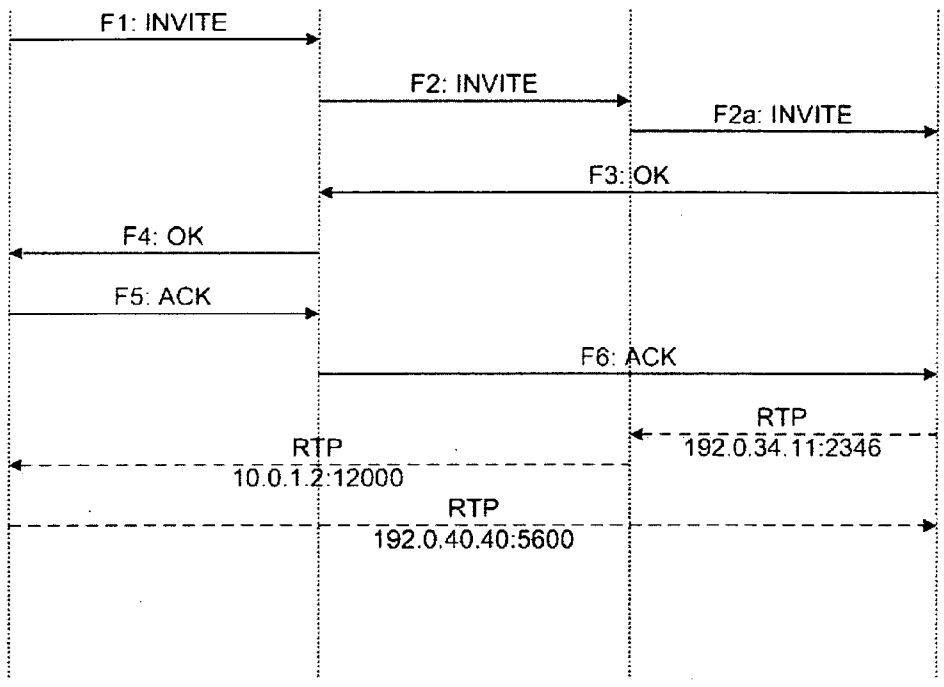 F1: INVITE
F2: INVITE
F2a: INVITE
F3: OK
F4: OK
F5: ACK
F6: ACK
RTP
192.0.34.11:2346
RTP
10.0.1.2:12000
RTP
192.0.40.40:5600